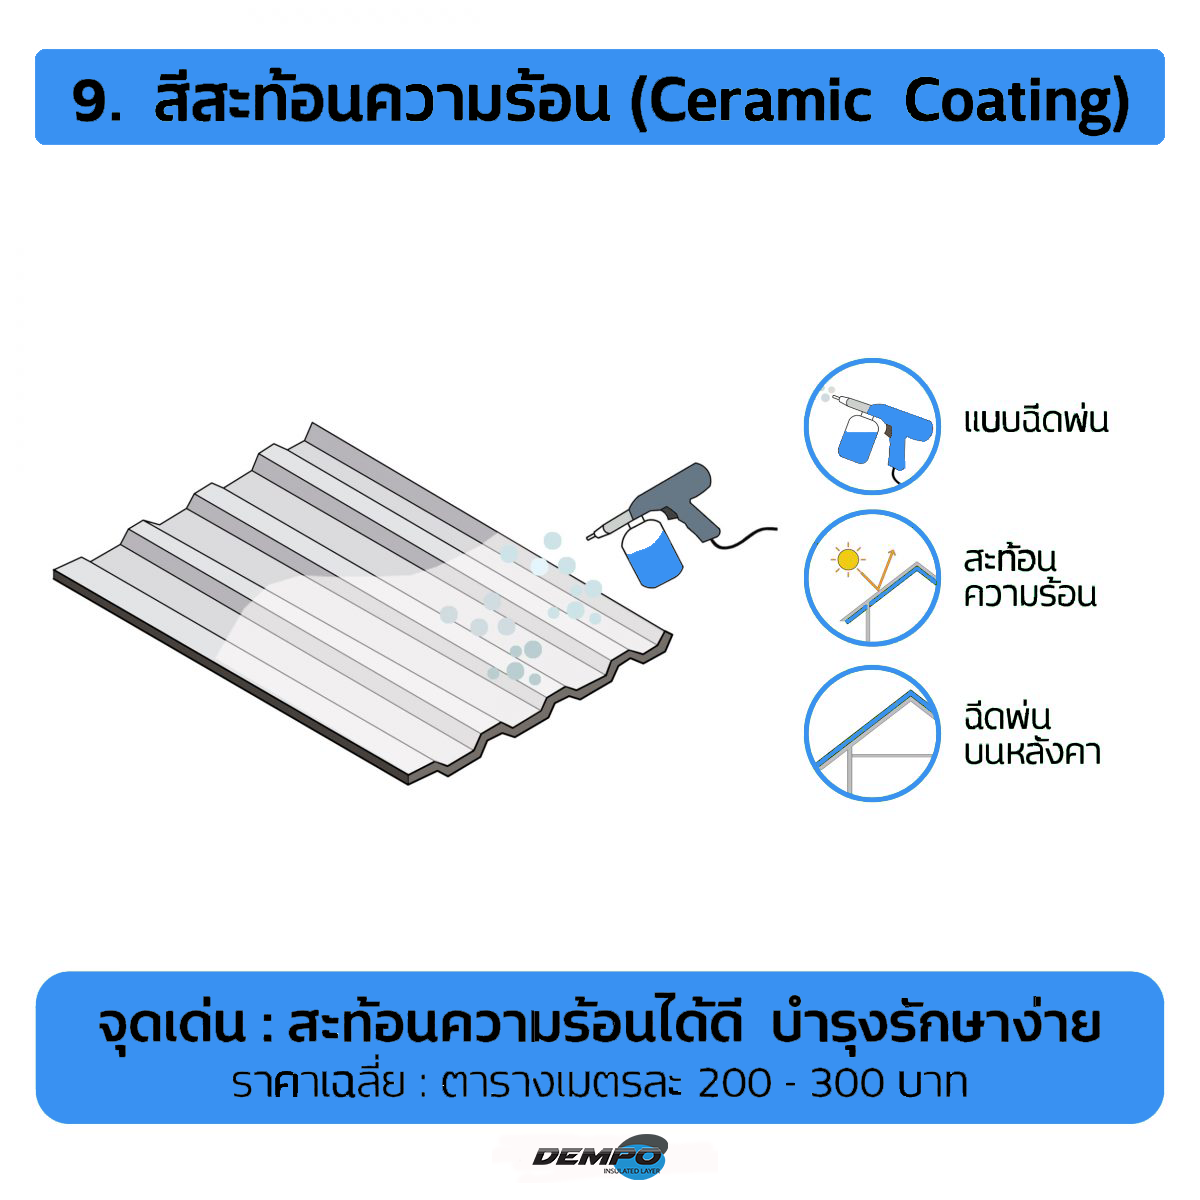 9. สีสะท้อนความร้อน (Ceramic Coating)
แบบฉีดพ่น
สะท้อน
ความร้อน
ฉีดพ่น
บนหลังคา
จุดเด่น : สะท้อนความร้อนได้ดี บำรุงรักษาง่าย
ราคาเฉลี่ย : ตารางเมตรละ 200 - 300 บาท
DEMPO
INSULATED LAYER